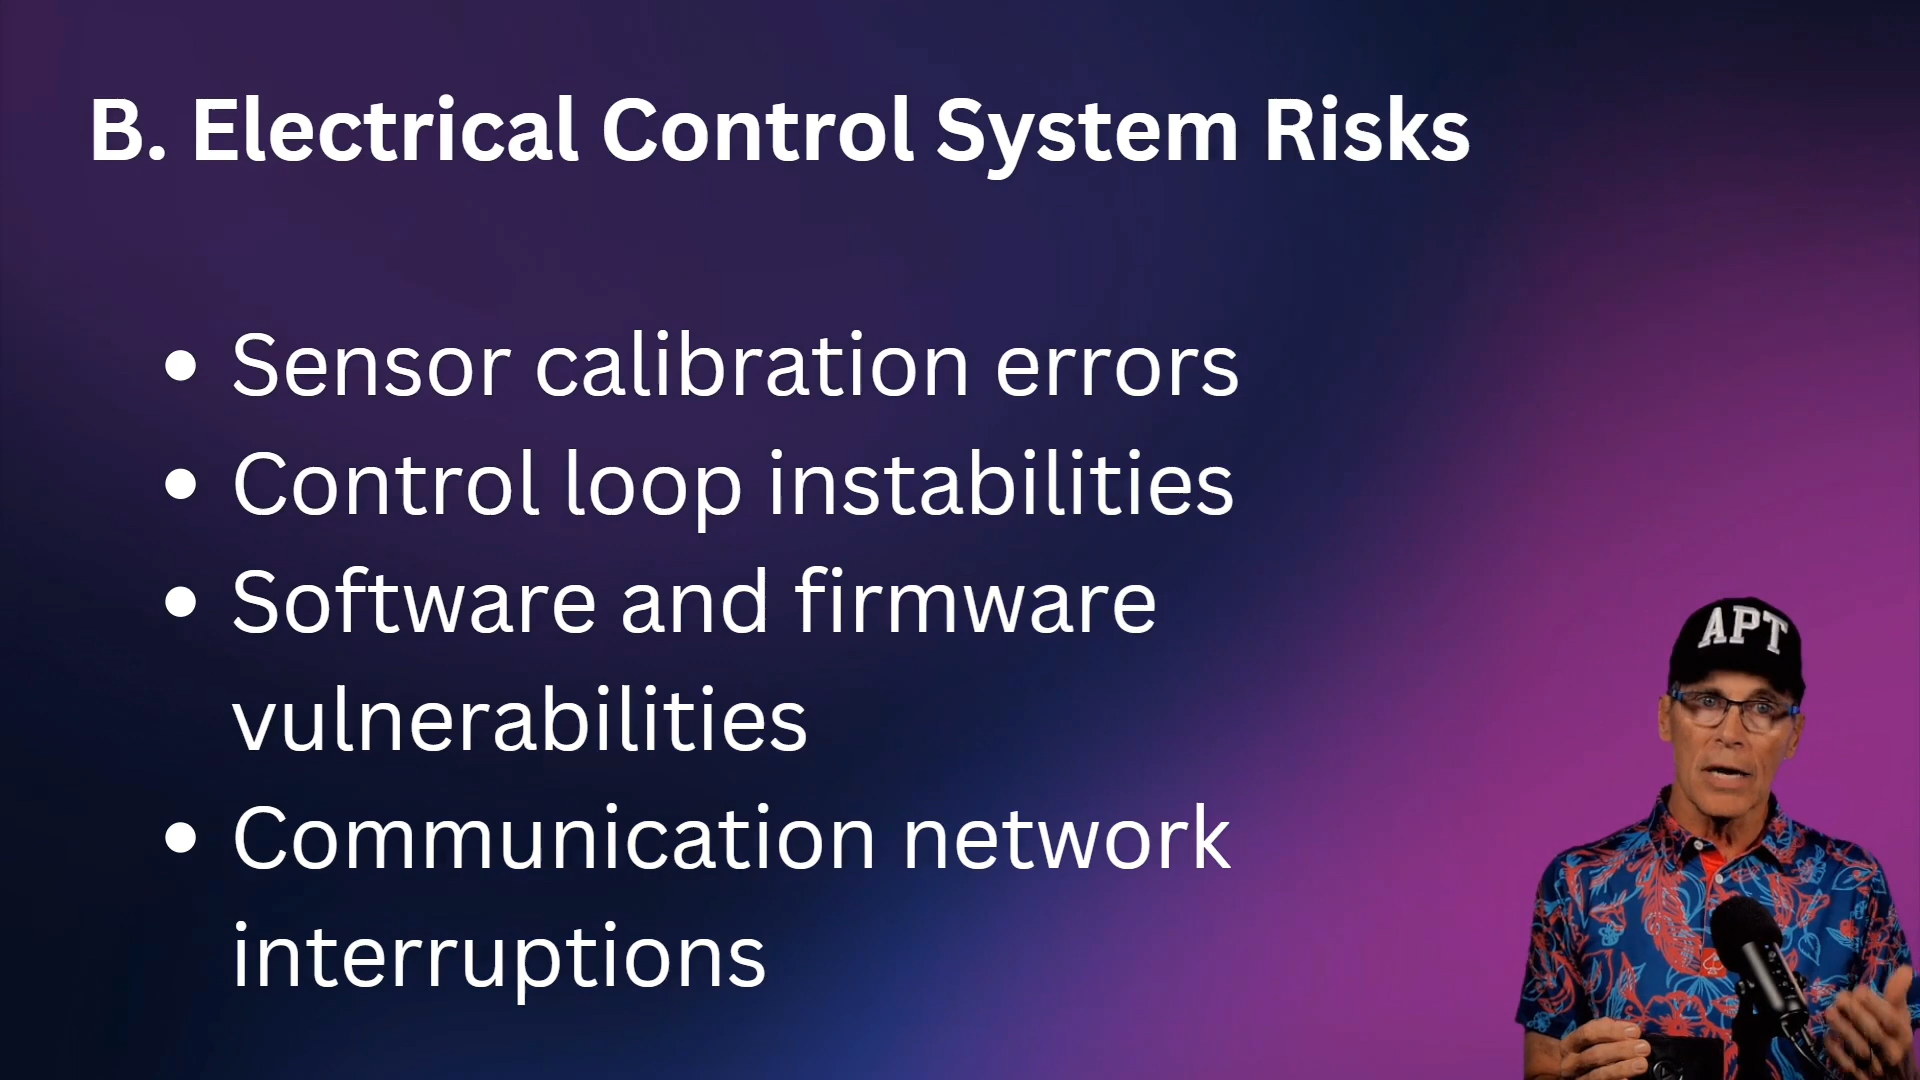 B. Electrical Control System Risks
• Sensor calibration errors
• Control loop instabilities
• Software and firmware
vulnerabilities
• Communication network
interruptions
APT